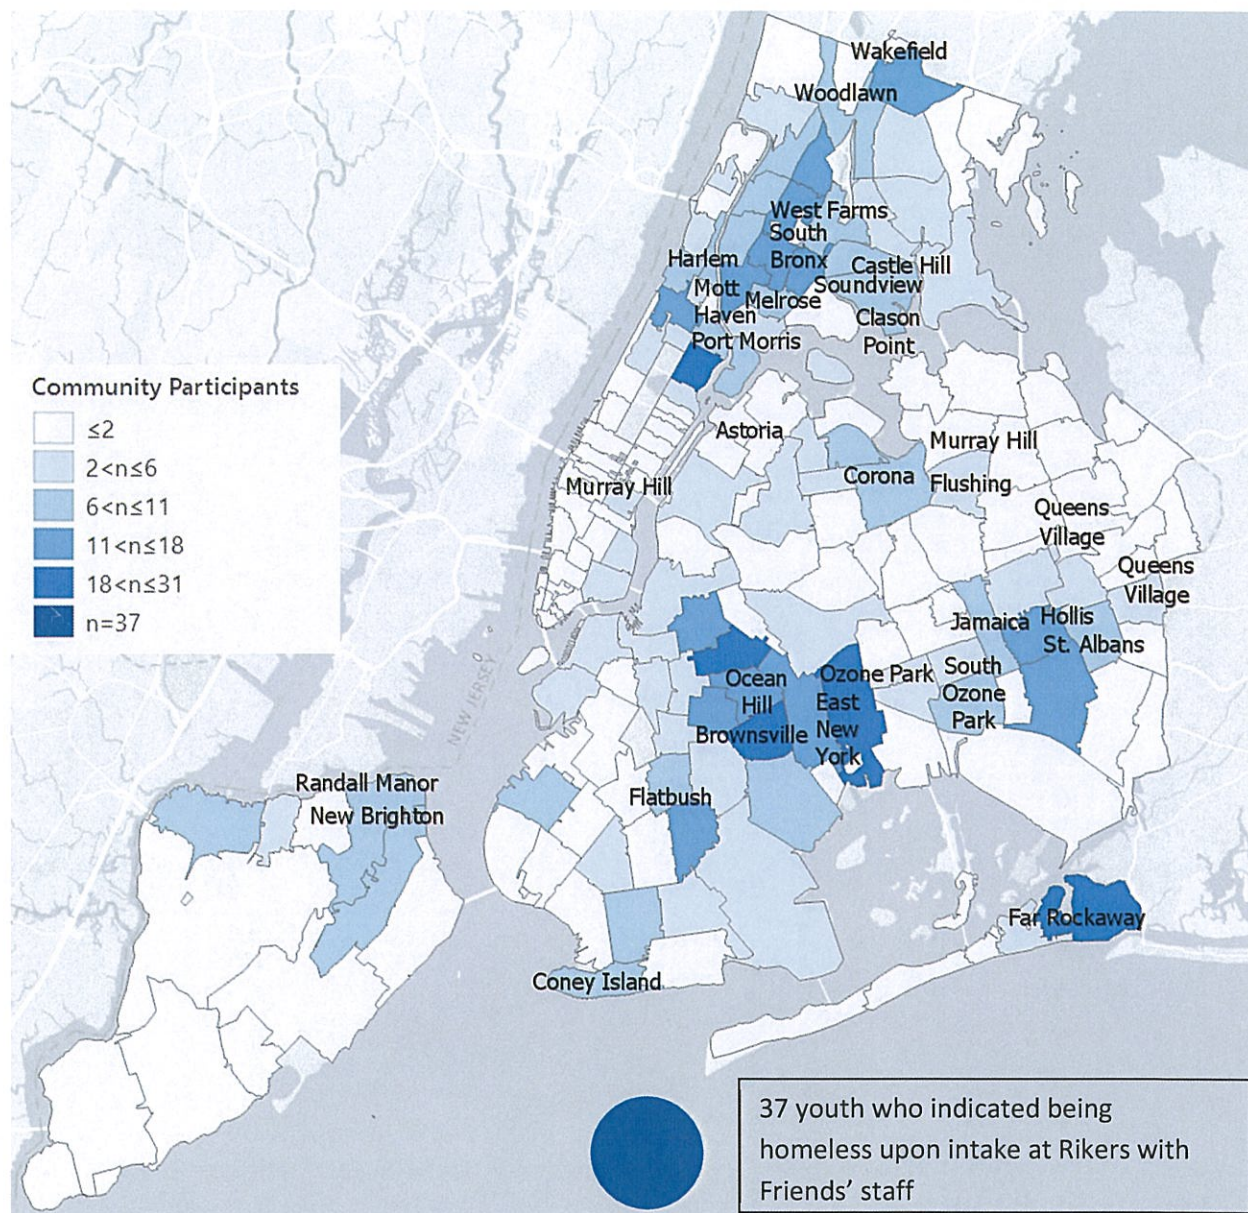 Wakefield
Woodlawn
West Farms
South
Bronx
Harlem
Castle Hill
Mott
Haven
Melrose
Soundview
Clason
Point
Port Morris
Community Participants
≤2
2<n≤6
6<n≤11
11<n≤18
18<n≤31
n=37
Astoria
Murray Hill
Corona
Flushing
Murray Hill
Queens
Village
Queens
Village
Jamaica
Hollis
St. Albans
Ocean
Hill
Ozone Park
South
Ozone
Park
East
New
York
Brownsville
NEW JERSEY
Randall Manor
New Brighton
Flatbush
Far Rockaway
Coney Island
37 youth who indicated being
homeless upon intake at Rikers with
Friends’ staff